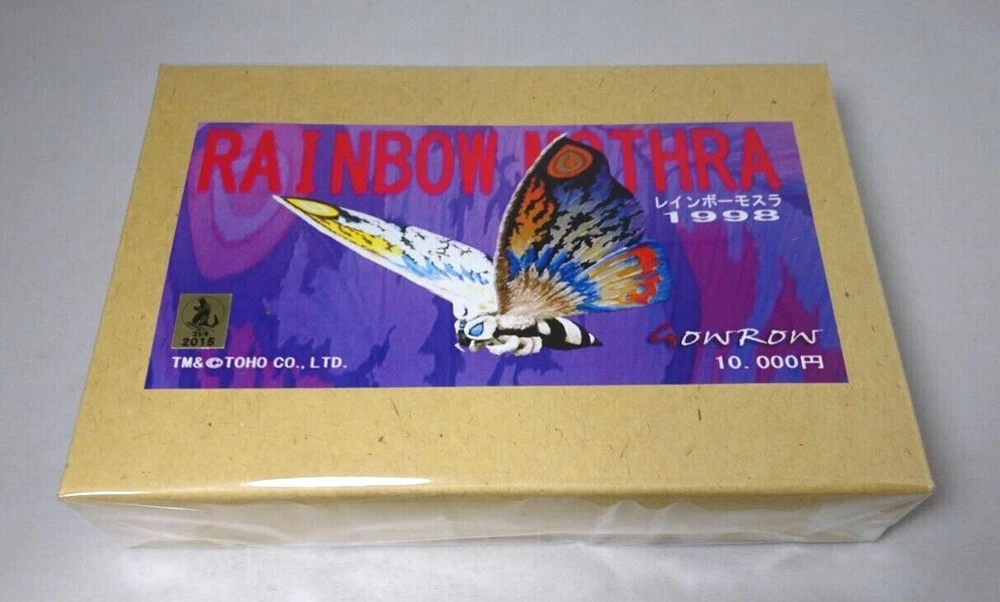 RAINBOW MOTHRA
レインボーモスラ
1998
2015
GOWROW
TM&©TOHO CO., LTD.
10.000円